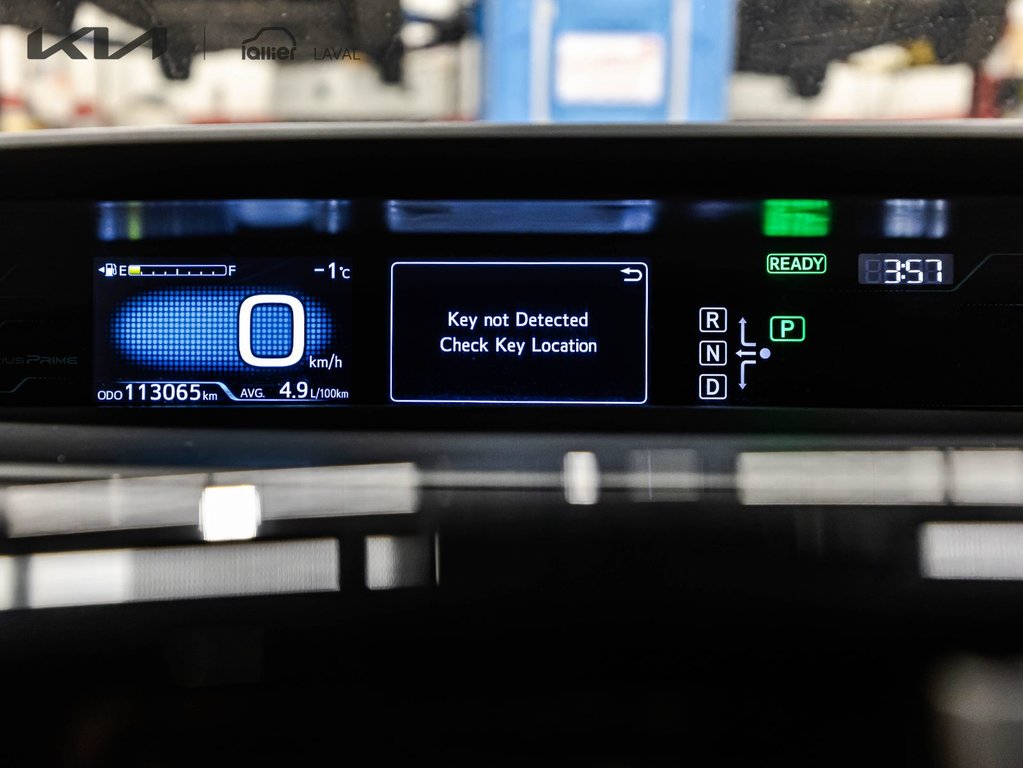 KIA
lallier LAVAL
E F -1°C
READY
3:57
0 km/h
Key not Detected
Check Key Location
R
P
N
D
PRIME
ODO 113065 km AVG. 4.9 L/100km